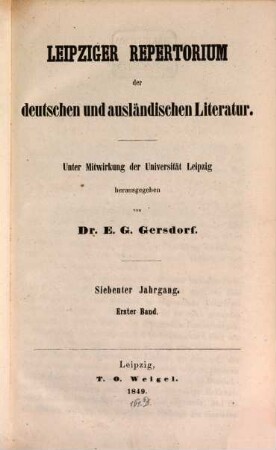 LEIPZIGER REPERTORIUM
der
deutschen und ausländischen Literatur.
Unter Mitwirkung der Universität Leipzig
herausgegeben
von
Dr. E. G. Gersdorf.
Siebenter Jahrgang.
Erster Band.
Leipzig,
T. O. Weigel.
1849.